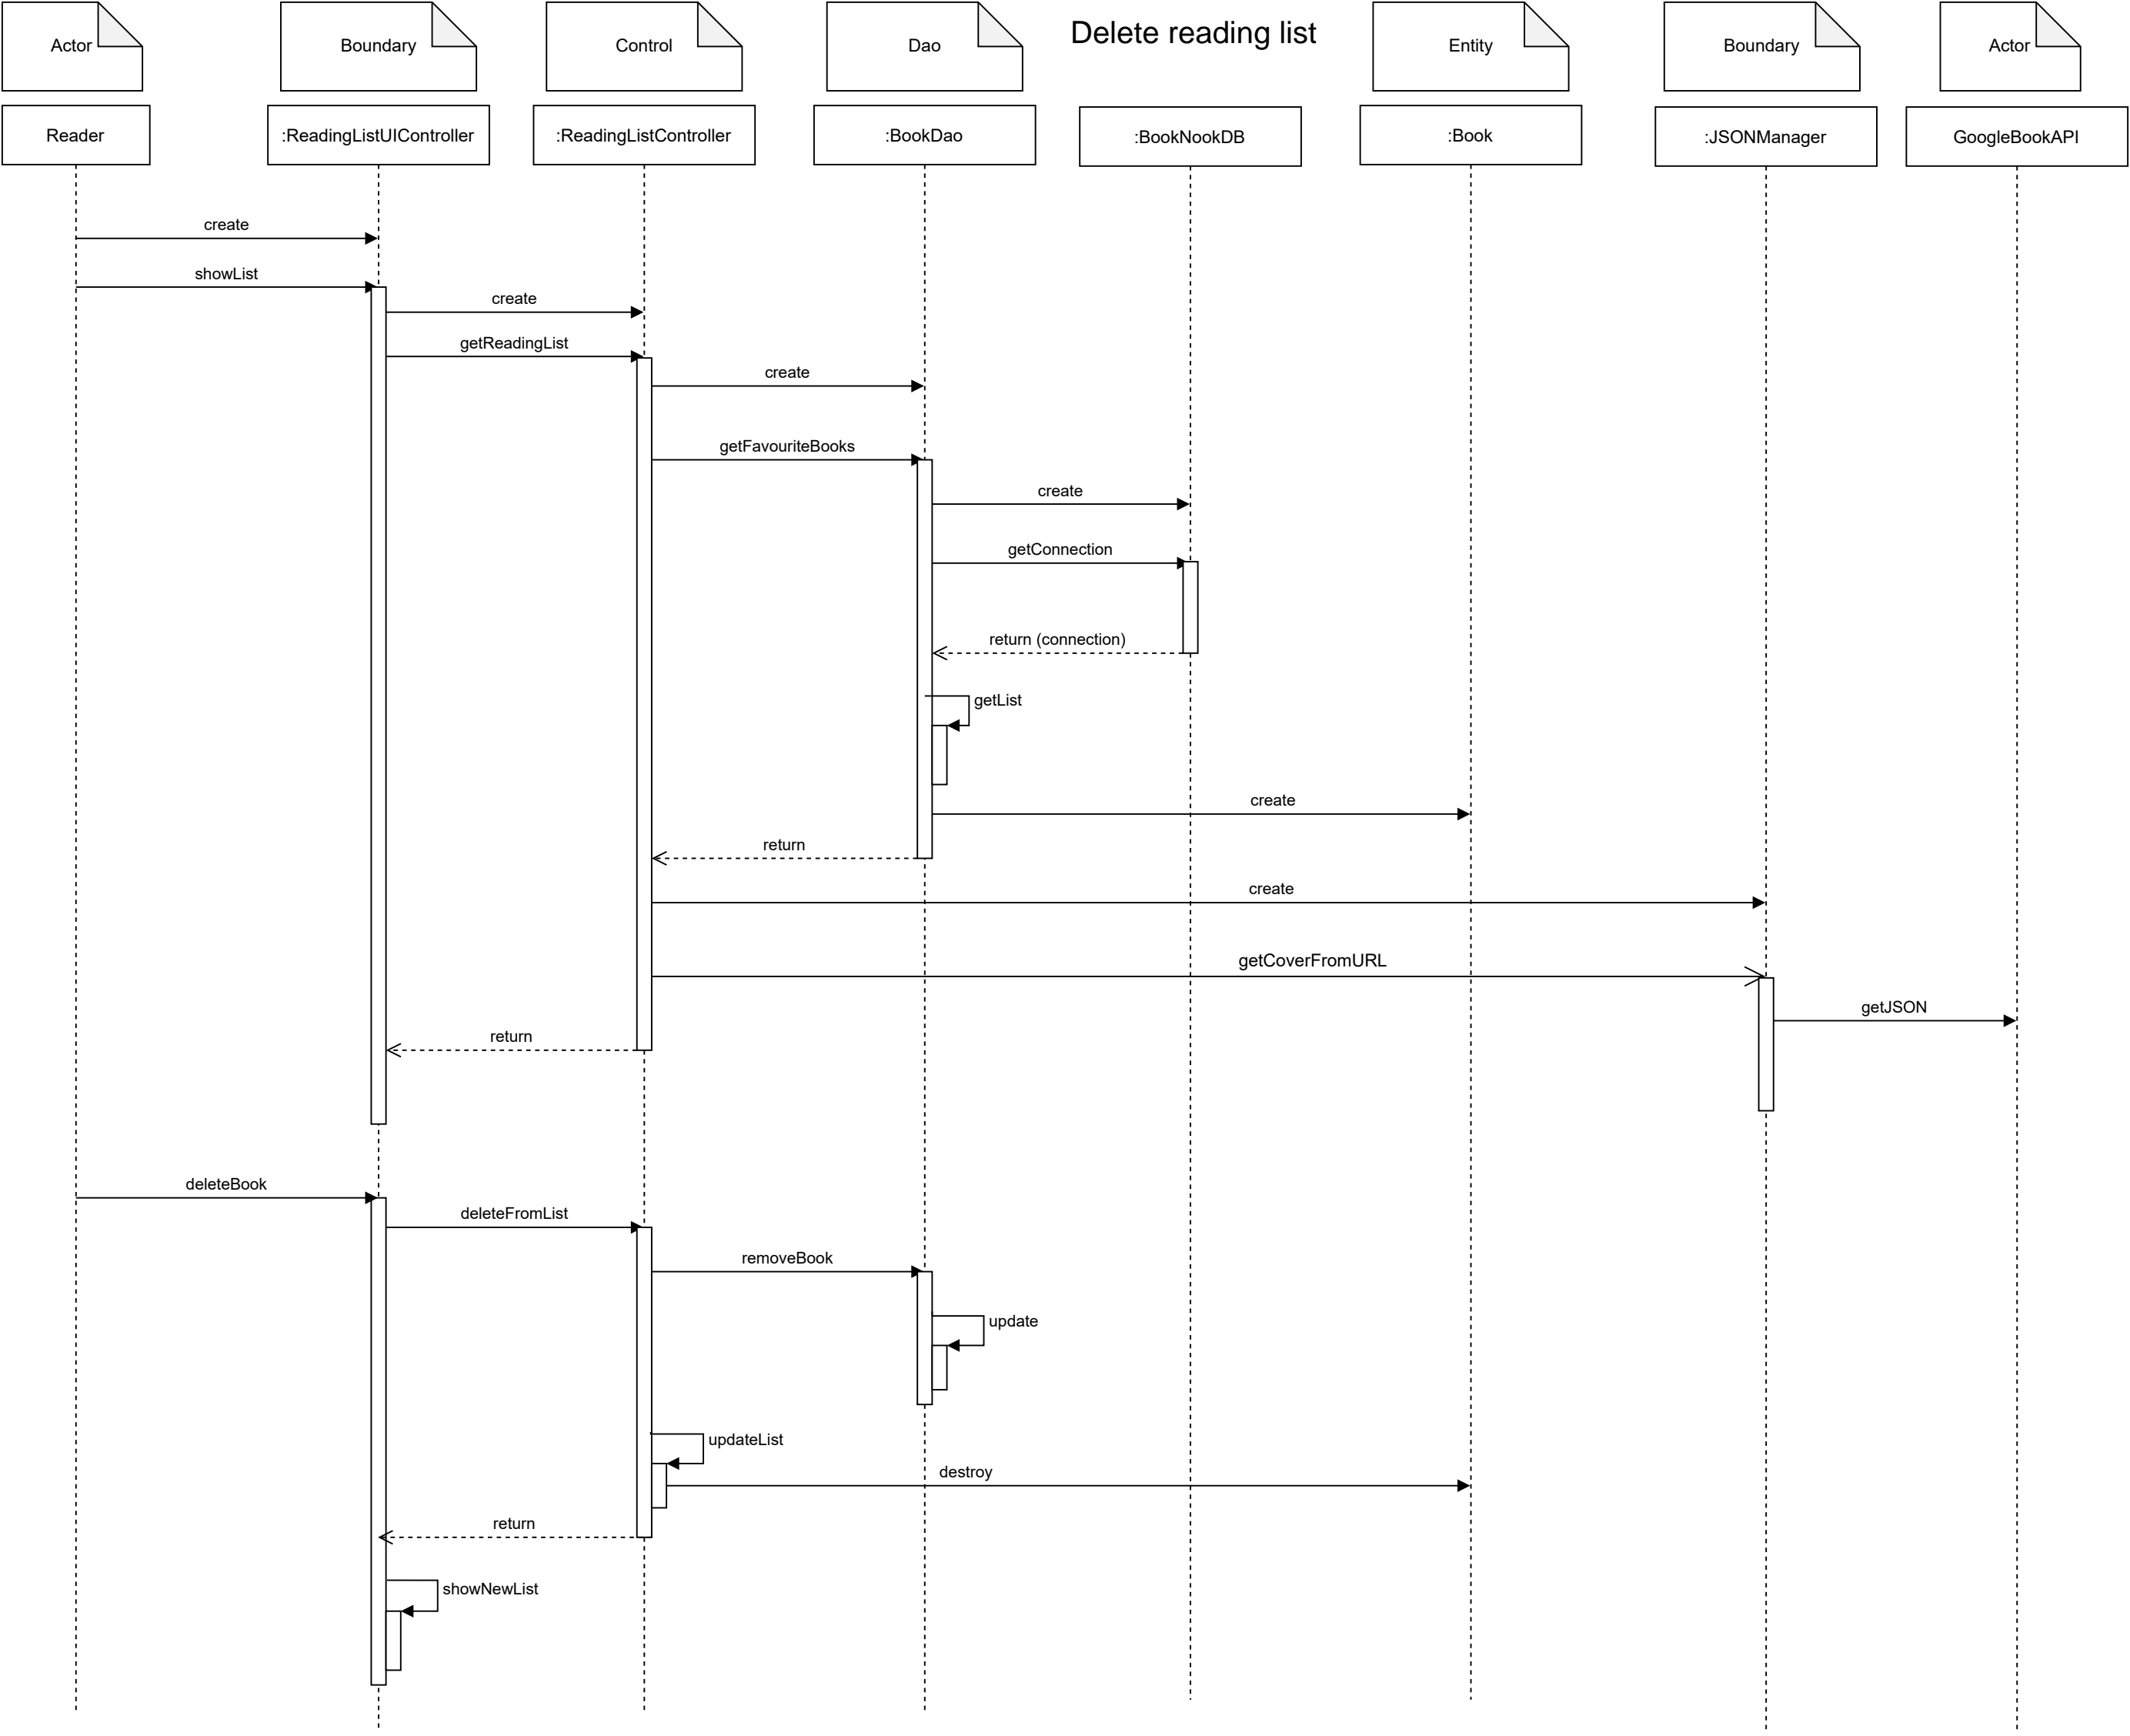 Delete reading list
Actor
Boundary
Control
Dao
Entity
Boundary
Actor
Reader
:ReadingListUIController
:ReadingListController
:BookDao
:BookNookDB
:Book
:JSONManager
GoogleBookAPI
create
showList
create
getReadingList
create
getFavouriteBooks
create
getConnection
return (connection)
getList
create
return
create
getCoverFromURL
getJSON
return
deleteBook
deleteFromList
removeBook
update
updateList
destroy
return
showNewList